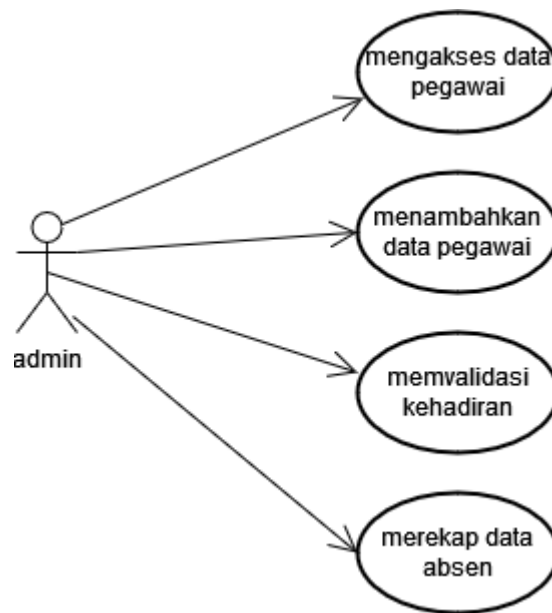 mengakses data
pegawai
menambahkan
data pegawai
admin
memvalidasi
kehadiran
merekap data
absen